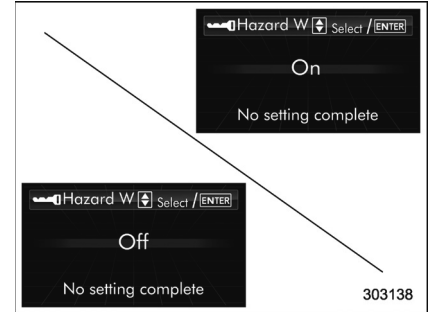 Hazard W Select / ENTER
On
No setting complete
Hazard W Select / ENTER
Off
No setting complete
303138